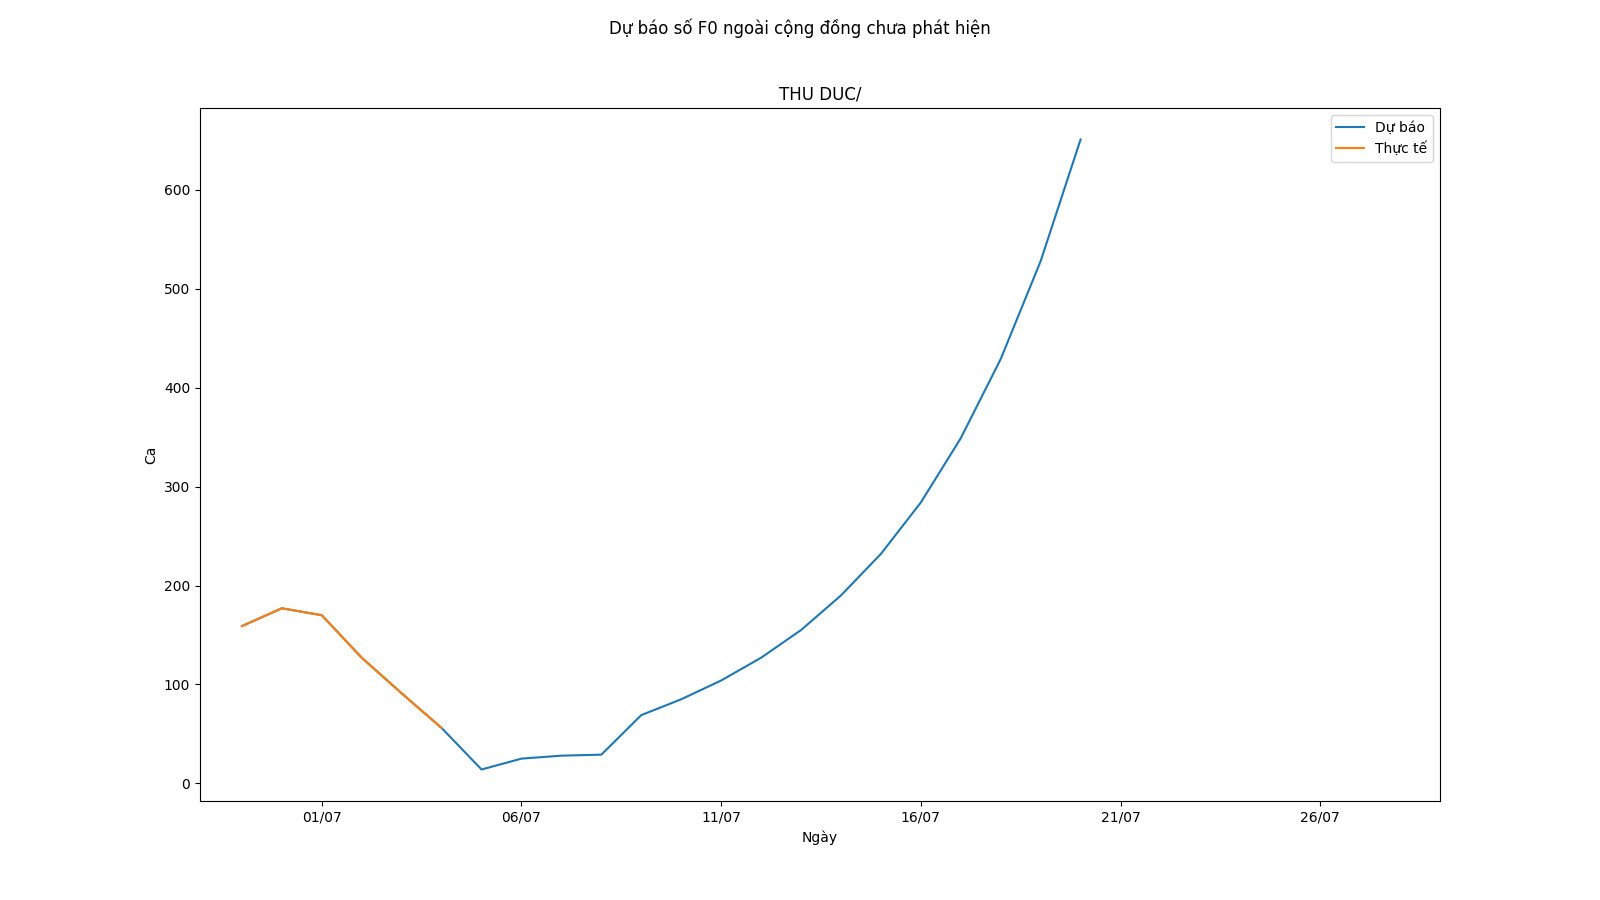 Dự báo số F0 ngoài cộng đồng chưa phát hiện
THU DUC/
Dự báo
Thực tế
600
500
400
300
200
100
0
Ca
01/07
06/07
11/07
16/07
21/07
26/07
Ngày